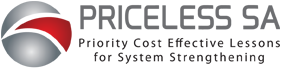 PRICELESS SA
Priority Cost Effective Lessons
for System Strengthening